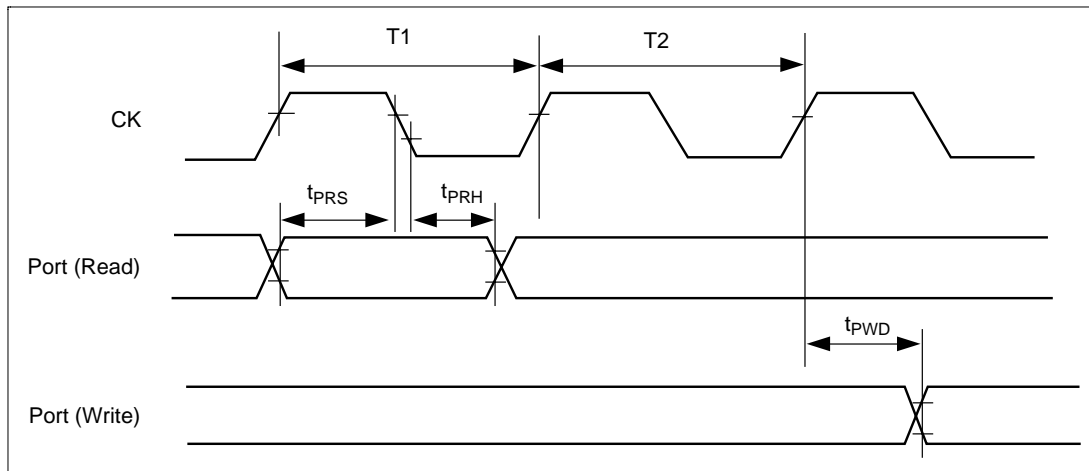 T1
T2
CK
tPRS
tPRH
Port (Read)
tPWD
Port (Write)